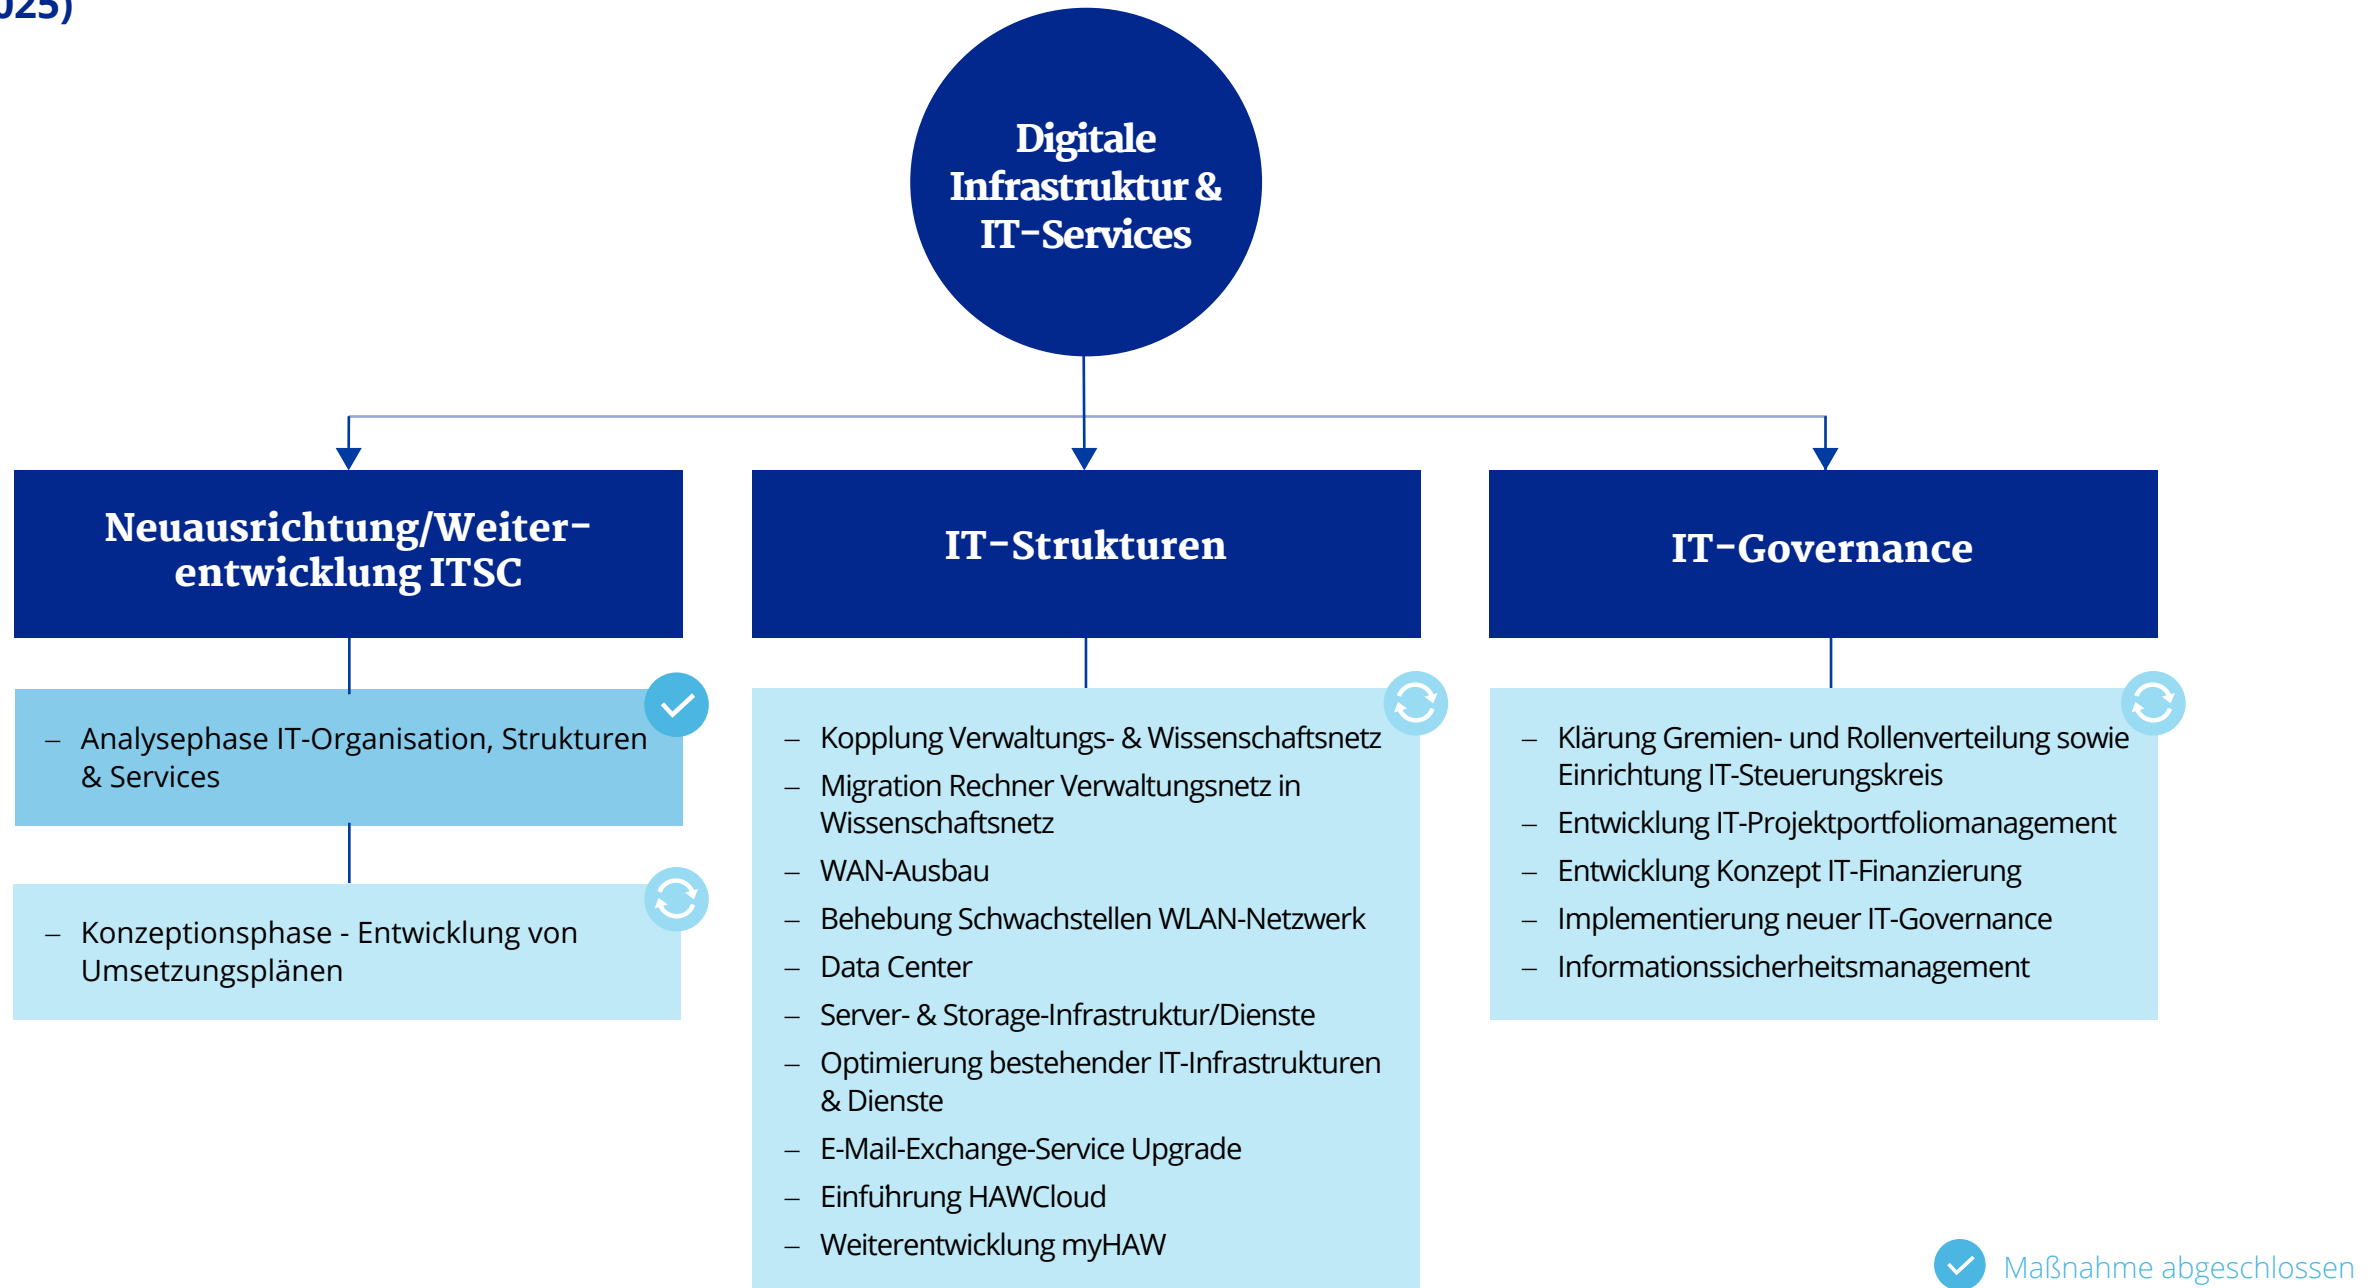 025)
Digitale
Infrastruktur &
IT-Services
Neuausrichtung/Weiter-
entwicklung ITSC
– Analysephase IT-Organisation, Strukturen
& Services
– Konzeptionsphase - Entwicklung von
Umsetzungsplänen
IT-Strukturen
– Kopplung Verwaltungs- & Wissenschaftsnetz
– Migration Rechner Verwaltungsnetz in
Wissenschaftsnetz
– WAN-Ausbau
– Behebung Schwachstellen WLAN-Netzwerk
– Data Center
– Server- & Storage-Infrastruktur/Dienste
– Optimierung bestehender IT-Infrastrukturen
& Dienste
– E-Mail-Exchange-Service Upgrade
– Einführung HAWCloud
– Weiterentwicklung myHAW
IT-Governance
– Klärung Gremien- und Rollenverteilung sowie
Einrichtung IT-Steuerungskreis
– Entwicklung IT-Projektportfoliomanagement
– Entwicklung Konzept IT-Finanzierung
– Implementierung neuer IT-Governance
– Informationssicherheitsmanagement
Maßnahme abgeschlossen